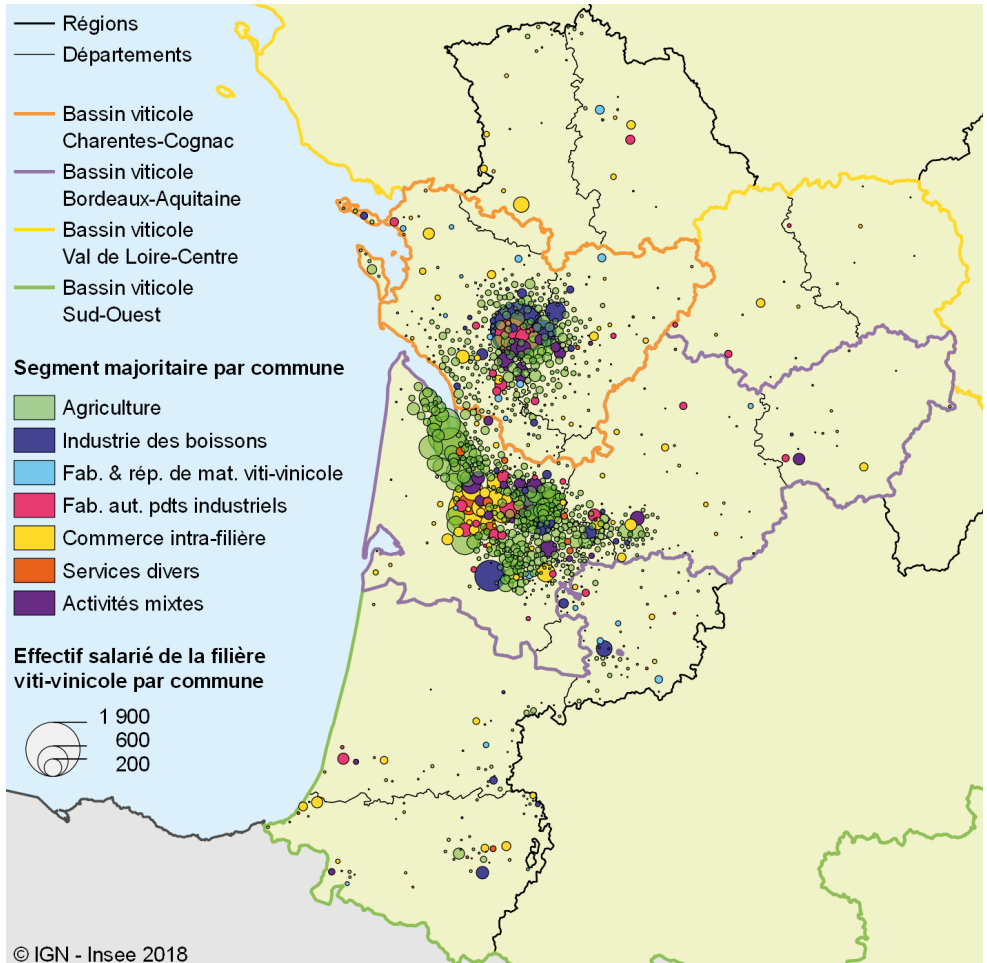 Régions
Départements
Bassin viticole
Charentes-Cognac
Bassin viticole
Bordeaux-Aquitaine
Bassin viticole
Val de Loire-Centre
Bassin viticole
Sud-Ouest
Segment majoritaire par commune
Agriculture
Industrie des boissons
Fab. & rép. de mat. viti-vinicole
Fab. aut. pdts industriels
Commerce intra-filière
Services divers
Activités mixtes
Effectif salarié de la filière
viti-vinicole par commune
1 900
600
200
© IGN - Insee 2018